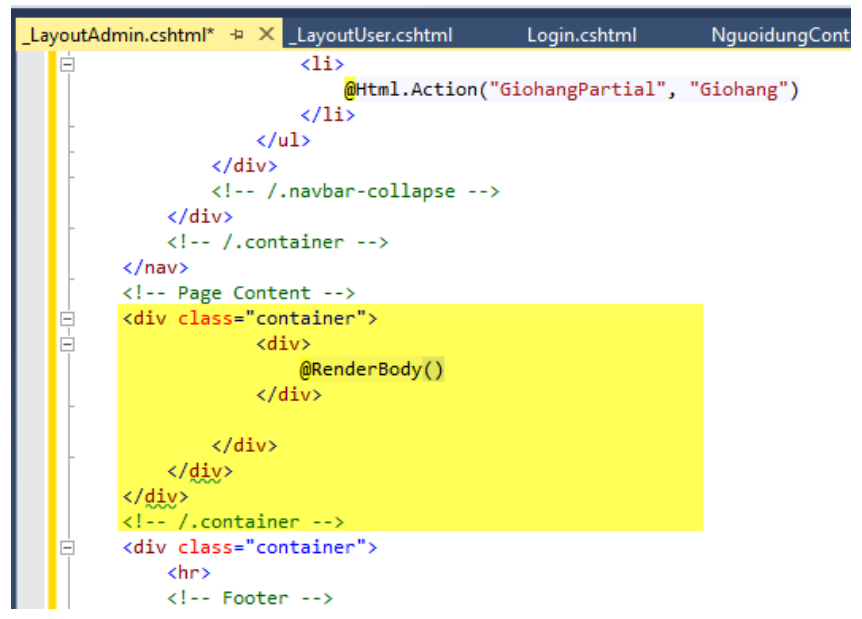 _LayoutAdmin.cshtml* _LayoutUser.cshtml Login.cshtml NguoidungCont
<li>
@Html.Action("GiohangPartial", "Giohang")
</li>
</ul>
</div>
<!-- /.navbar-collapse -->
</div>
<!-- /.container -->
</nav>
<!-- Page Content -->
<div class="container">
<div>
@RenderBody()
</div>
</div>
</div>
</div>
<!-- /.container -->
<div class="container">
<hr>
<!-- Footer -->